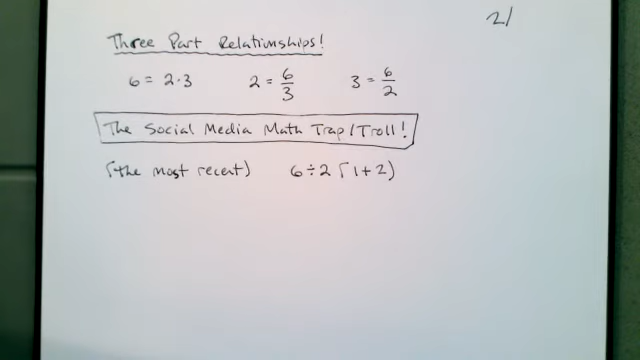 2/
Three Part Relationships!
6 = 2·3 2 = 6/3 3 = 6/2
The Social Media Math Trap/Troll!
(the most recent) 6÷2(1+2)